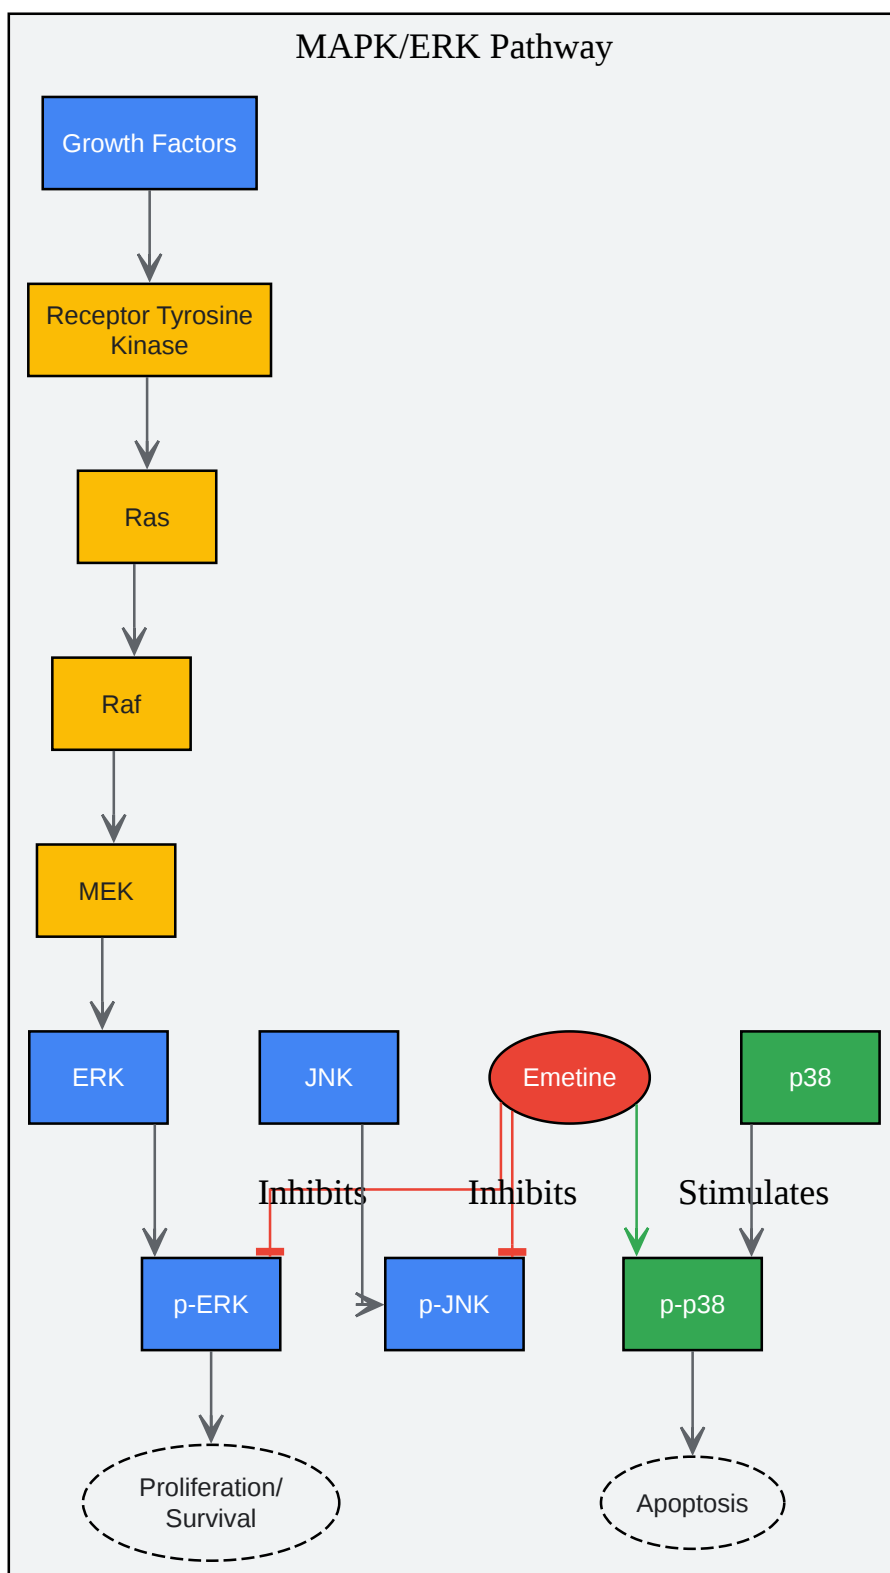 MAPK/ERK Pathway
Growth Factors
Receptor Tyrosine
Kinase
Ras
Raf
MEK
ERK
JNK
Emetine
p38
Inhibits
Inhibits
Stimulates
p-ERK
p-JNK
p-p38
Proliferation/
Survival
Apoptosis